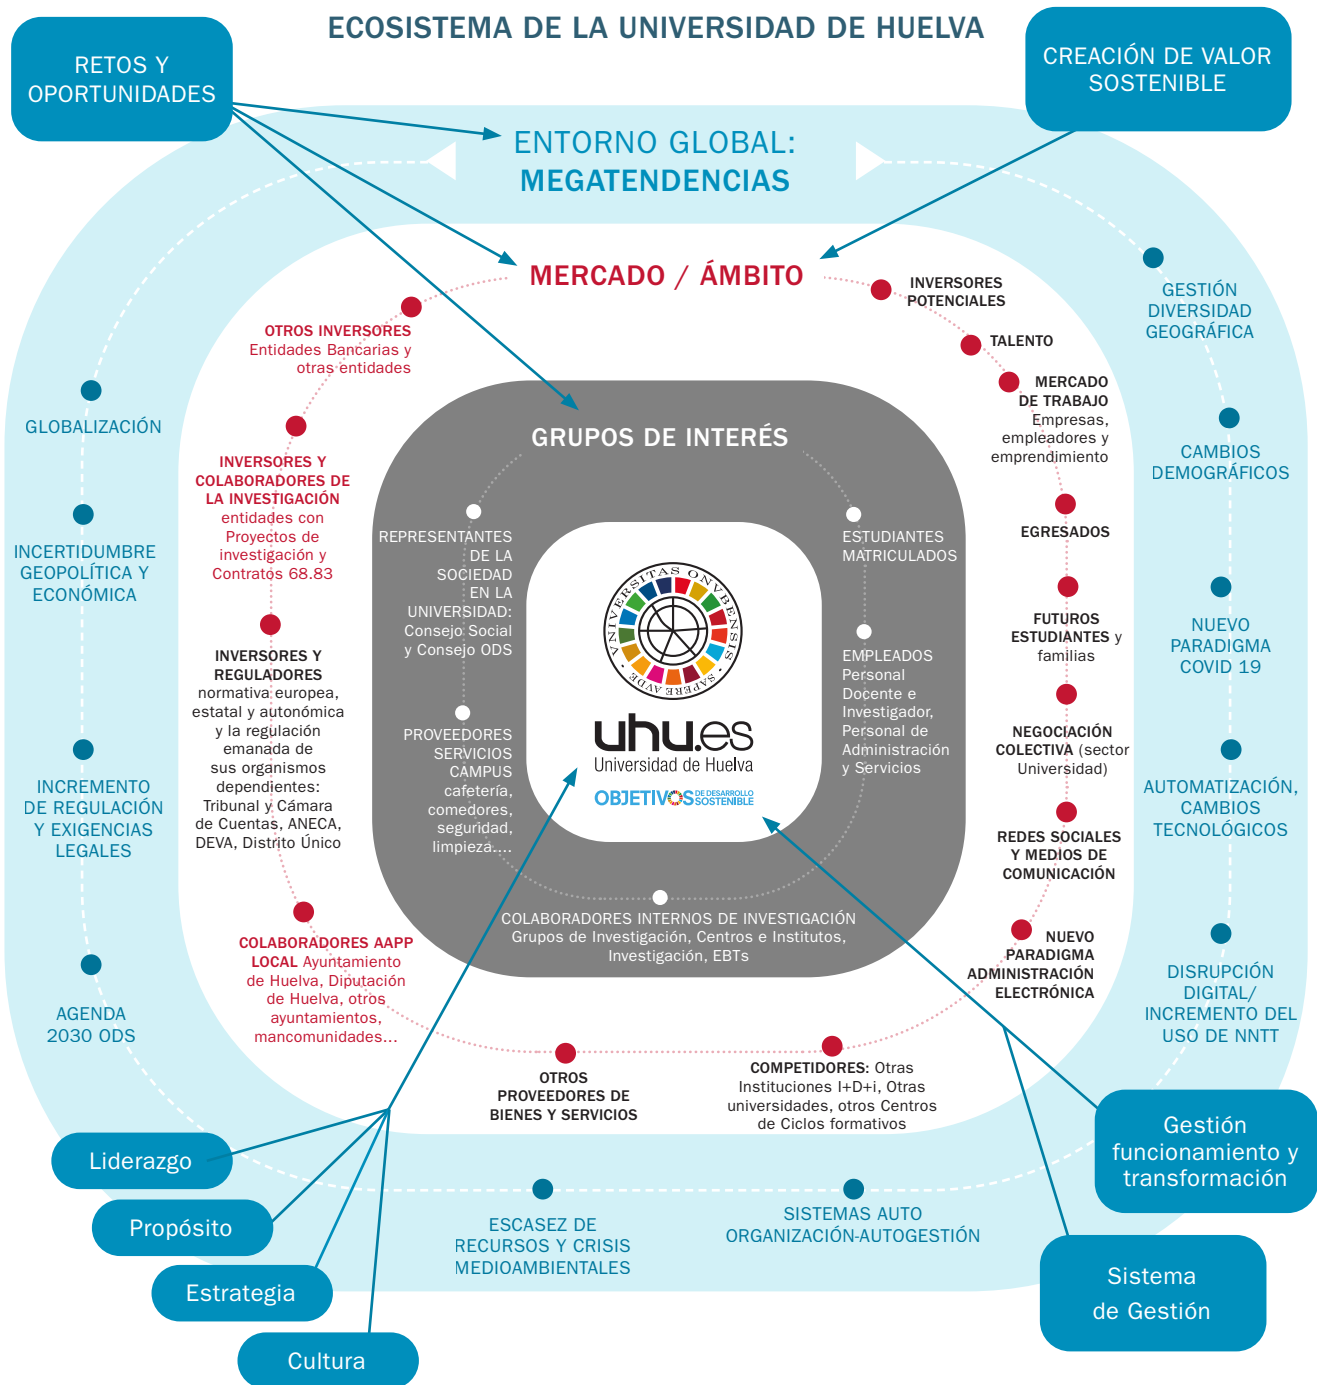 ECOSISTEMA DE LA UNIVERSIDAD DE HUELVA
RETOS Y
OPORTUNIDADES
CREACIÓN DE VALOR
SOSTENIBLE
ENTORNO GLOBAL:
MEGATENDENCIAS
GLOBALIZACIÓN
INCERTIDUMBRE
GEOPOLÍTICA Y
ECONÓMICA
INCREMENTO
DE REGULACIÓN
Y EXIGENCIAS
LEGALES
AGENDA
2030 ODS
ESCASEZ DE
RECURSOS Y CRISIS
MEDIOAMBIENTALES
SISTEMAS AUTO
ORGANIZACIÓN-AUTOGESTIÓN
GESTIÓN
DIVERSIDAD
GEOGRÁFICA
CAMBIOS
DEMOGRÁFICOS
NUEVO
PARADIGMA
COVID 19
AUTOMATIZACIÓN,
CAMBIOS
TECNOLÓGICOS
DISRUPCIÓN
DIGITAL/
INCREMENTO DEL
USO DE NNTT
MERCADO / ÁMBITO
OTROS INVERSORES
Entidades Bancarias y
otras entidades
INVERSORES Y
COLABORADORES DE
LA INVESTIGACIÓN
entidades con
Proyectos de
investigación y
Contratos 68.83
INVERSORES Y
REGULADORES
normativa europea,
estatal y autonómica
y la regulación
emanada de
sus organismos
dependientes:
Tribunal y Cámara
de Cuentas, ANECA,
DEVA, Distrito Único
COLABORADORES AAPP
LOCAL Ayuntamiento
de Huelva, Diputación
de Huelva, otros
ayuntamientos,
mancomunidades...
OTROS
PROVEEDORES DE
BIENES Y SERVICIOS
COMPETIDORES: Otras
Instituciones I+D+i, Otras
universidades, otros Centros
de Ciclos formativos
INVERSORES
POTENCIALES
TALENTO
MERCADO
DE TRABAJO
Empresas,
empleadores y
emprendimiento
EGRESADOS
FUTUROS
ESTUDIANTES y
familias
NEGOCIACIÓN
COLECTIVA (sector
Universidad)
REDES SOCIALES
Y MEDIOS DE
COMUNICACIÓN
NUEVO
PARADIGMA
ADMINISTRACIÓN
ELECTRÓNICA
GRUPOS DE INTERÉS
REPRESENTANTES
DE LA
SOCIEDAD
EN LA
UNIVERSIDAD:
Consejo Social
y Consejo ODS
PROVEEDORES
SERVICIOS
CAMPUS
cafetería,
comedores,
seguridad,
limpieza....
COLABORADORES INTERNOS DE INVESTIGACIÓN
Grupos de Investigación, Centros e Institutos,
Investigación, EBTs
ESTUDIANTES
MATRICULADOS
EMPLEADOS
Personal
Docente e
Investigador,
Personal de
Administración
y Servicios
VNIVERSITAS ONVBENSIS
SAPERE AVDE
uhu.es
Universidad de Huelva
OBJETIVOS DE DESARROLLO
SOSTENIBLE
Liderazgo
Propósito
Estrategia
Cultura
Gestión
funcionamiento y
transformación
Sistema
de Gestión